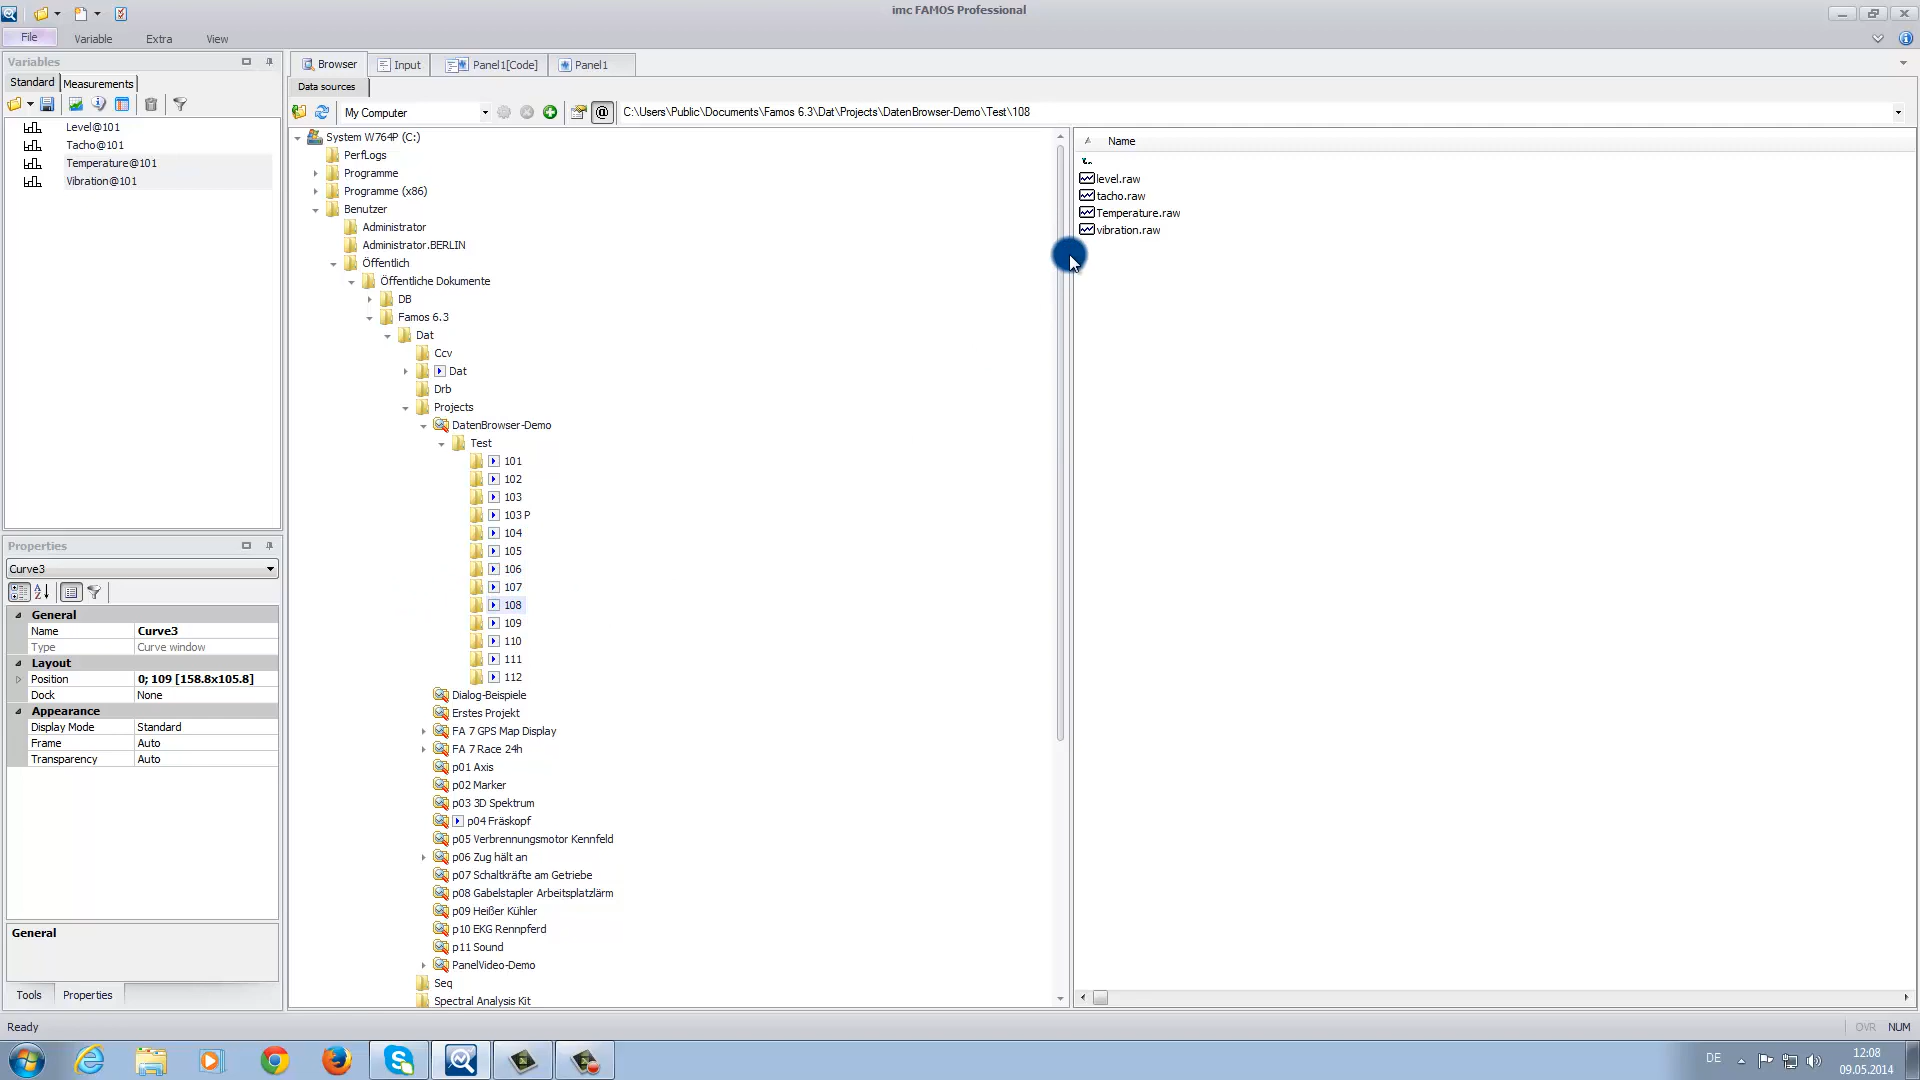 imc FAMOS Professional
File Variable Extra View
Variables
Standard Measurements
Level@101
Tacho@101
Temperature@101
Vibration@101
Properties
Curve3
General
Name Curve3
Type Curve window
Layout
Position 0; 109 [158.8x105.8]
Dock None
Appearance
Display Mode Standard
Frame Auto
Transparency Auto
General
Tools Properties
Browser Input Panel1[Code] Panel1
Data sources
My Computer C:\Users\Public\Documents\Famos 6.3\Dat\Projects\DatenBrowser-Demo\Test\108
System W764P (C:)
PerfLogs
Programme
Programme (x86)
Benutzer
Administrator
Administrator.BERLIN
Öffentlich
Öffentliche Dokumente
DB
Famos 6.3
Dat
Ccv
Dat
Drb
Projects
DatenBrowser-Demo
Test
101
102
103
103 P
104
105
106
107
108
109
110
111
112
Dialog-Beispiele
Erstes Projekt
FA 7 GPS Map Display
FA 7 Race 24h
p01 Axis
p02 Marker
p03 3D Spektrum
p04 Fräskopf
p05 Verbrennungsmotor Kennfeld
p06 Zug hält an
p07 Schaltkräfte am Getriebe
p08 Gabelstapler Arbeitsplatzlärm
p09 Heißer Kühler
p10 EKG Rennpferd
p11 Sound
PanelVideo-Demo
Seq
Spectral Analysis Kit
Name
level.raw
tacho.raw
Temperature.raw
vibration.raw
Ready OVR NUM
DE 12:08
09.05.2014